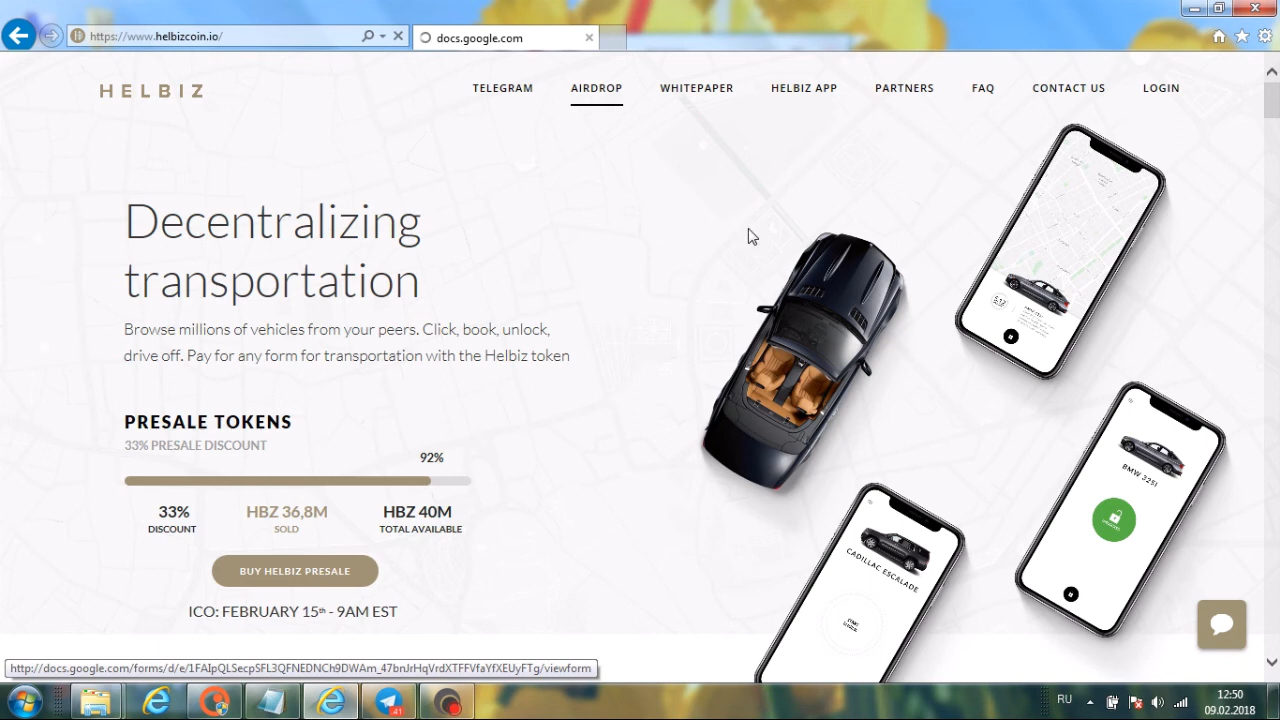 https://www.helbizcoin.io/
docs.google.com
HELBIZ
TELEGRAM
AIRDROP
WHITEPAPER
HELBIZ APP
PARTNERS
FAQ
CONTACT US
LOGIN
Decentralizing
transportation
Browse millions of vehicles from your peers. Click, book, unlock,
drive off. Pay for any form for transportation with the Helbiz token
PRESALE TOKENS
33% PRESALE DISCOUNT
92%
33%
DISCOUNT
HBZ 36,8M
SOLD
HBZ 40M
TOTAL AVAILABLE
BUY HELBIZ PRESALE
ICO: FEBRUARY 15th - 9AM EST
BMW 325I
CADILLAC ESCALADE
http://docs.google.com/forms/d/e/1FAIpQLSecpSFL3QFNEDNCh9DWAm_47bnJrHqVrdXTFFVfaYfXEUyFTg/viewform
41
RU
12:50
09.02.2018